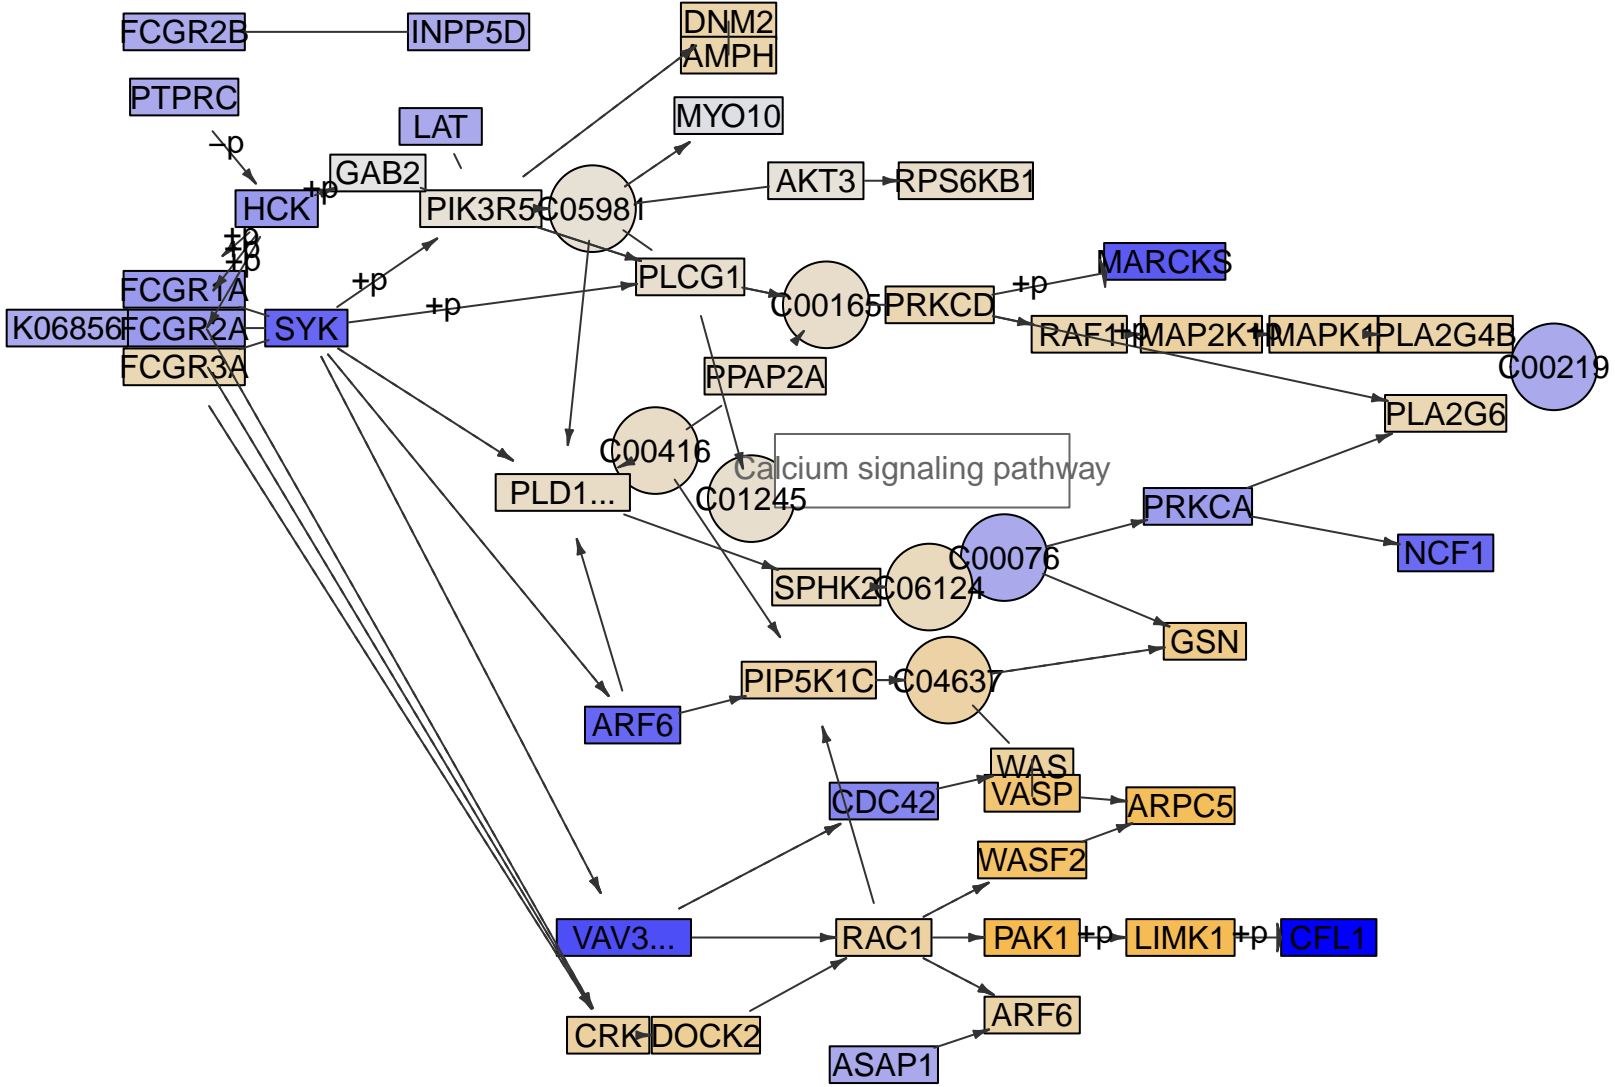 DNM2
FCGR2B
INPP5D
AMPH
PTPRC
MYO10
LAT
–p
GAB2
+p
AKT3
RPS6KB1
HCK
PIK3R5
C05981
+p
+p
+p
MARCKS
PLCG1
+p
+p
FCGR1A
C00165
PRKCD
+p
K06856
FCGR2A
SYK
RAF1
+p
MAP2K1
+p
MAPK1
PLA2G4B
FCGR3A
C00219
PPAP2A
PLA2G6
C00416
Calcium signaling pathway
PLD1...
C01245
PRKCA
NCF1
C00076
SPHK2
C06124
GSN
PIP5K1C
C04637
ARF6
WAS
VASP
CDC42
ARPC5
WASF2
VAV3...
RAC1
PAK1
+p
LIMK1
+p
CFL1
ARF6
CRK
DOCK2
ASAP1